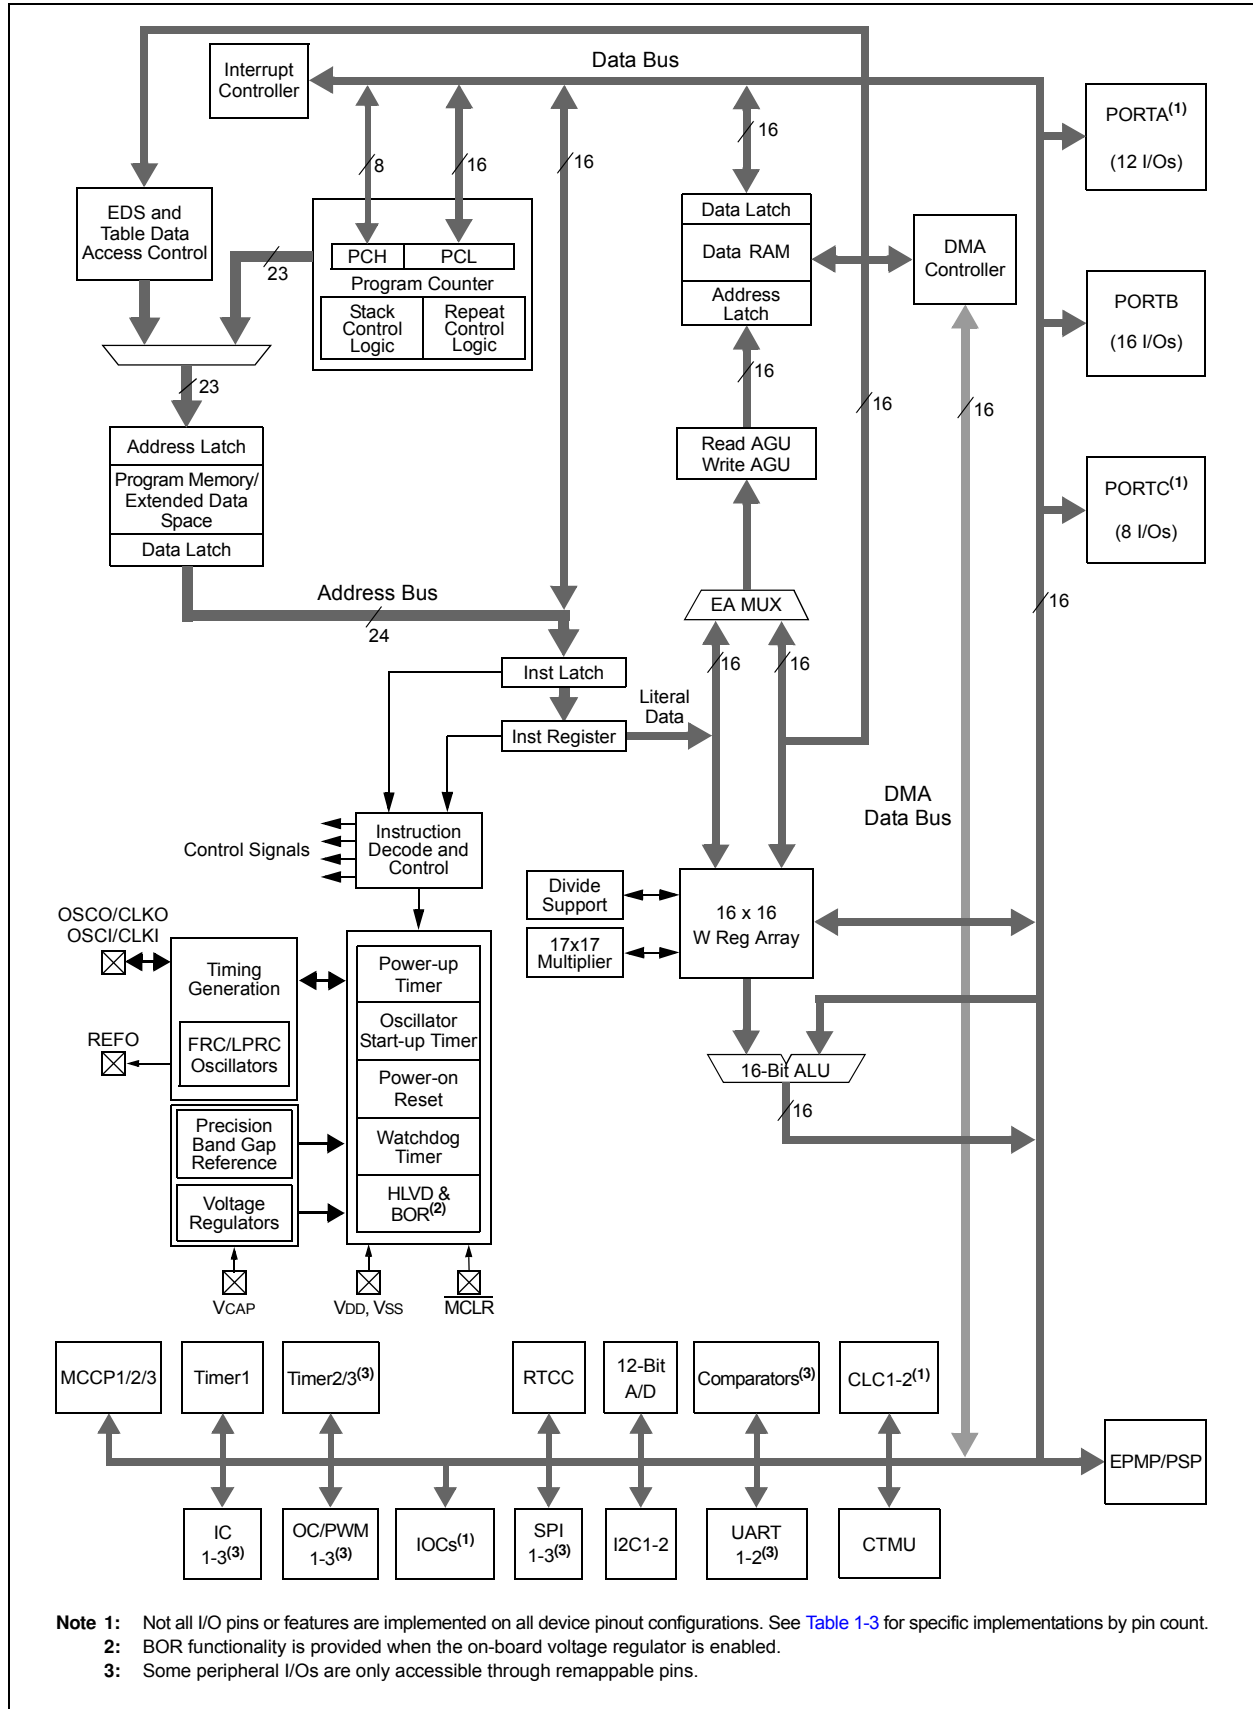 Data Bus
Interrupt
Controller
PORTA(1)
(12 I/Os)
16
8
16
16
EDS and
Table Data
Access Control
Data Latch
Data RAM
Address
Latch
DMA
Controller
23
PCH
PCL
Program Counter
Stack
Control
Logic
Repeat
Control
Logic
PORTB
(16 I/Os)
23
16
16
16
Address Latch
Program Memory/
Extended Data
Space
Data Latch
Read AGU
Write AGU
PORTC(1)
(8 I/Os)
Address Bus
24
EA MUX
16
Inst Latch
16
16
Literal
Data
Inst Register
DMA
Data Bus
Control Signals
Instruction
Decode and
Control
Divide
Support
16 x 16
W Reg Array
17x17
Multiplier
OSCO/CLKO
OSCI/CLKI
Timing
Generation
Power-up
Timer
Oscillator
Start-up Timer
REFO
FRC/LPRC
Oscillators
Power-on
Reset
16-Bit ALU
16
Precision
Band Gap
Reference
Watchdog
Timer
Voltage
Regulators
HLVD &
BOR(2)
VCAP
VDD, VSS
MCLR
MCCP1/2/3
Timer1
Timer2/3(3)
RTCC
12-Bit
A/D
Comparators(3)
CLC1-2(1)
EPMP/PSP
IC
1-3(3)
OC/PWM
1-3(3)
IOCs(1)
SPI
1-3(3)
I2C1-2
UART
1-2(3)
CTMU
Note 1: Not all I/O pins or features are implemented on all device pinout configurations. See Table 1-3 for specific implementations by pin count.
2: BOR functionality is provided when the on-board voltage regulator is enabled.
3: Some peripheral I/Os are only accessible through remappable pins.